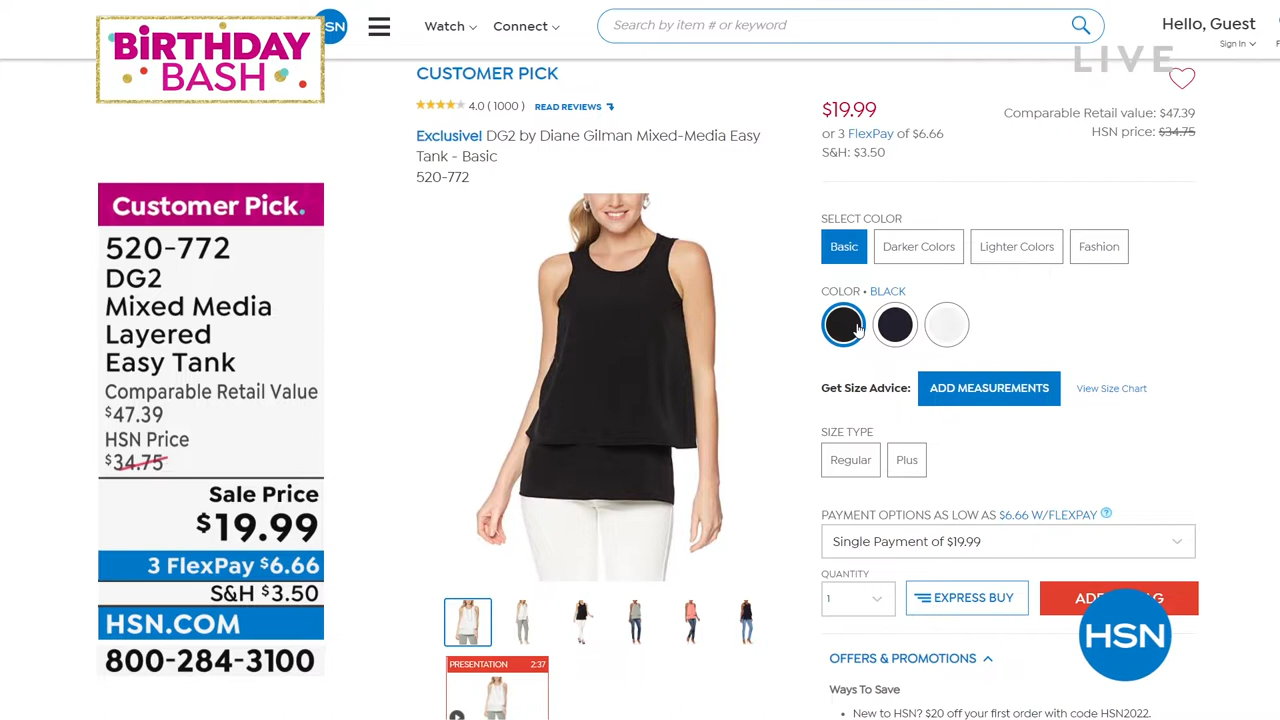 BiRTHDAY
BASH
SN
Watch
Connect
Search by item # or keyword
Hello, Guest
Sign In
LIVE
CUSTOMER PICK
4.0 ( 1000 ) READ REVIEWS
Exclusive! DG2 by Diane Gilman Mixed-Media Easy
Tank - Basic
520-772
$19.99
or 3 FlexPay of $6.66
S&H: $3.50
Comparable Retail value: $47.39
HSN price: $34.75
Customer Pick.
520-772
DG2
Mixed Media
Layered
Easy Tank
Comparable Retail Value
$47.39
HSN Price
$34.75
Sale Price
$19.99
3 FlexPay $6.66
S&H $3.50
HSN.COM
800-284-3100
SELECT COLOR
Basic
Darker Colors
Lighter Colors
Fashion
COLOR • BLACK
Get Size Advice: ADD MEASUREMENTS View Size Chart
SIZE TYPE
Regular
Plus
PAYMENT OPTIONS AS LOW AS $6.66 W/FLEXPAY ?
Single Payment of $19.99
QUANTITY
1
EXPRESS BUY
HSN
PRESENTATION 2:37
OFFERS & PROMOTIONS
Ways To Save
• New to HSN? $20 off your first order with code HSN2022.